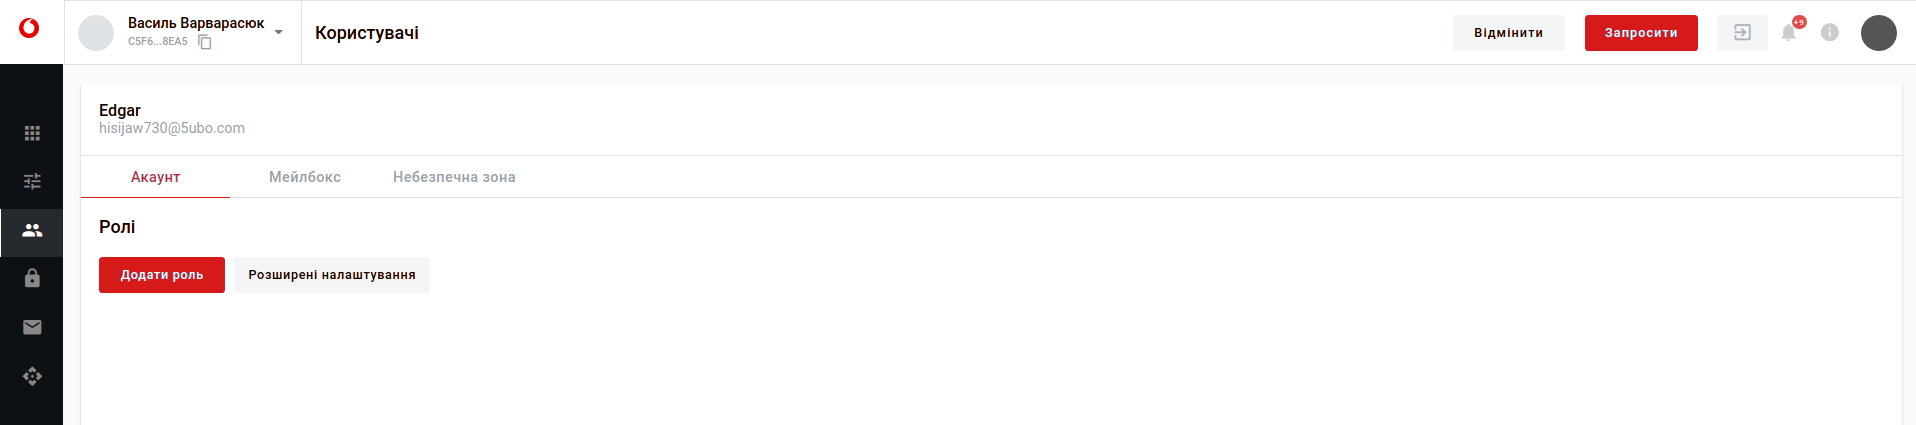 Василь Варварасюк
C5F6...8EA5
Користувачі
Відмінити
Запросити
+9
Edgar
hisijaw730@5ubo.com
Акаунт
Мейлбокс
Небезпечна зона
Ролі
Додати роль
Розширені налаштування